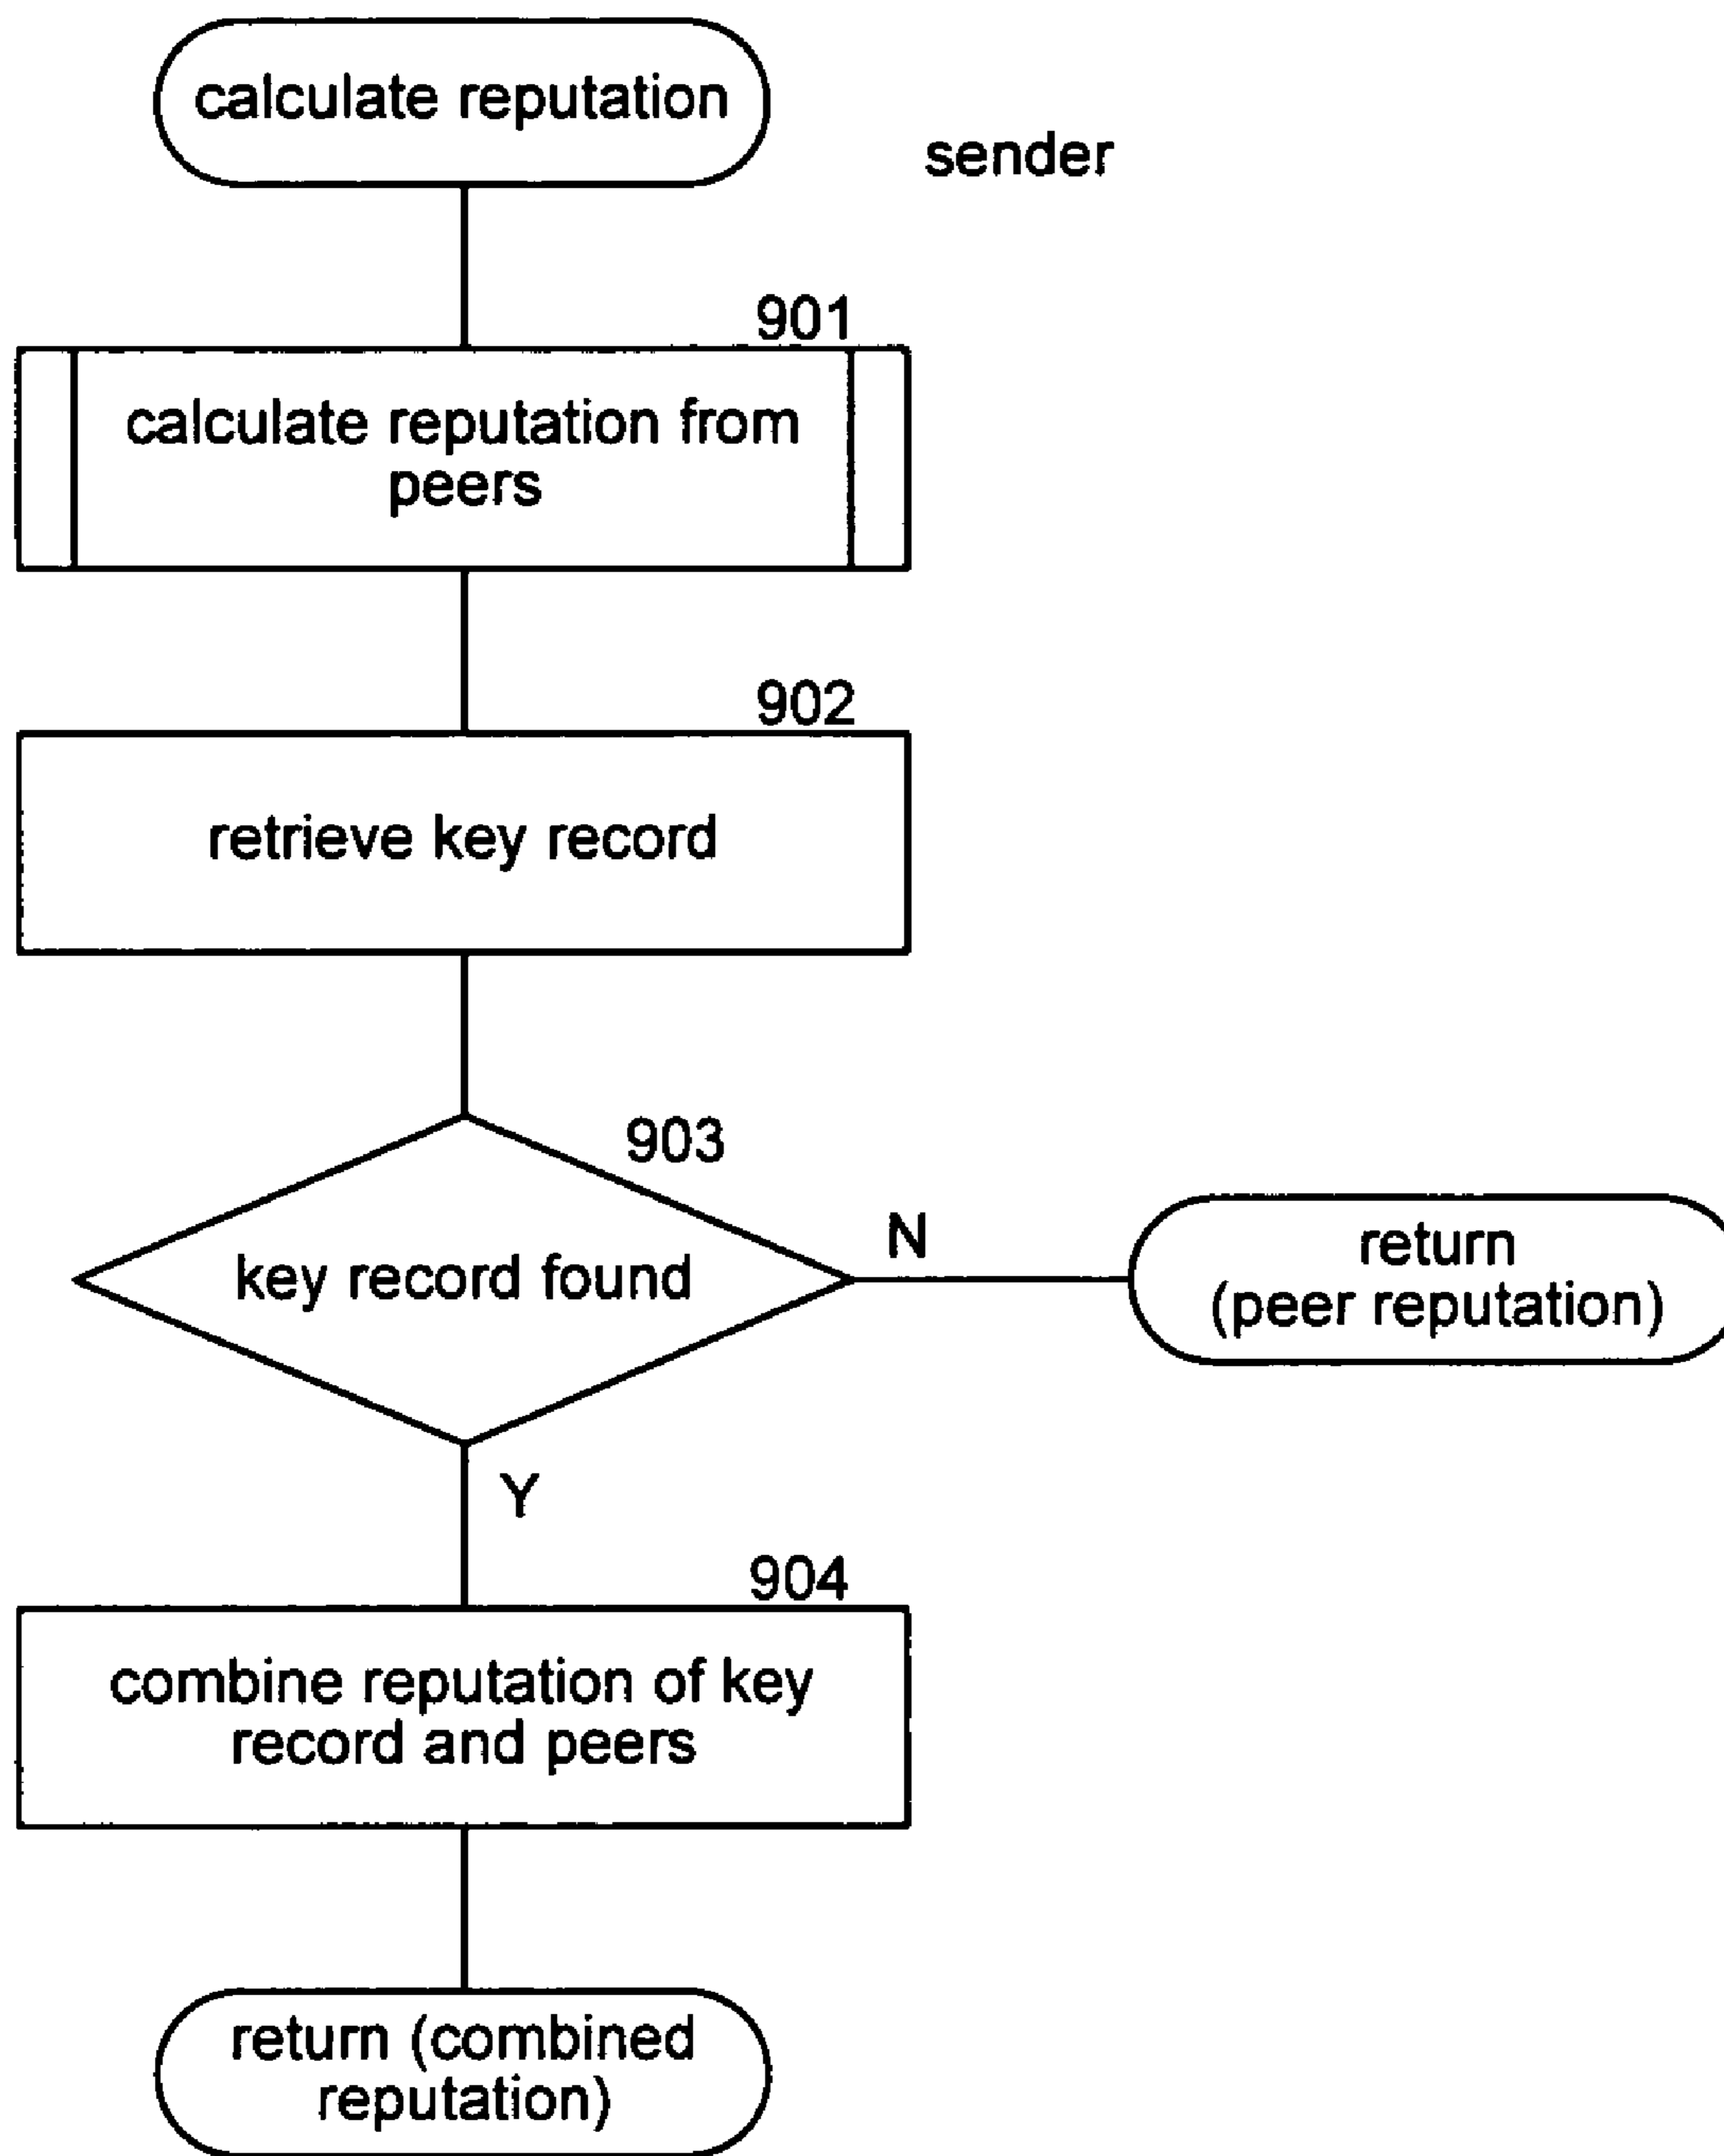 calculate reputation
sender
901
calculate reputation from
peers
902
retrieve key record
903
key record found
N
return
(peer reputation)
Y
904
combine reputation of key
record and peers
return (combined
reputation)